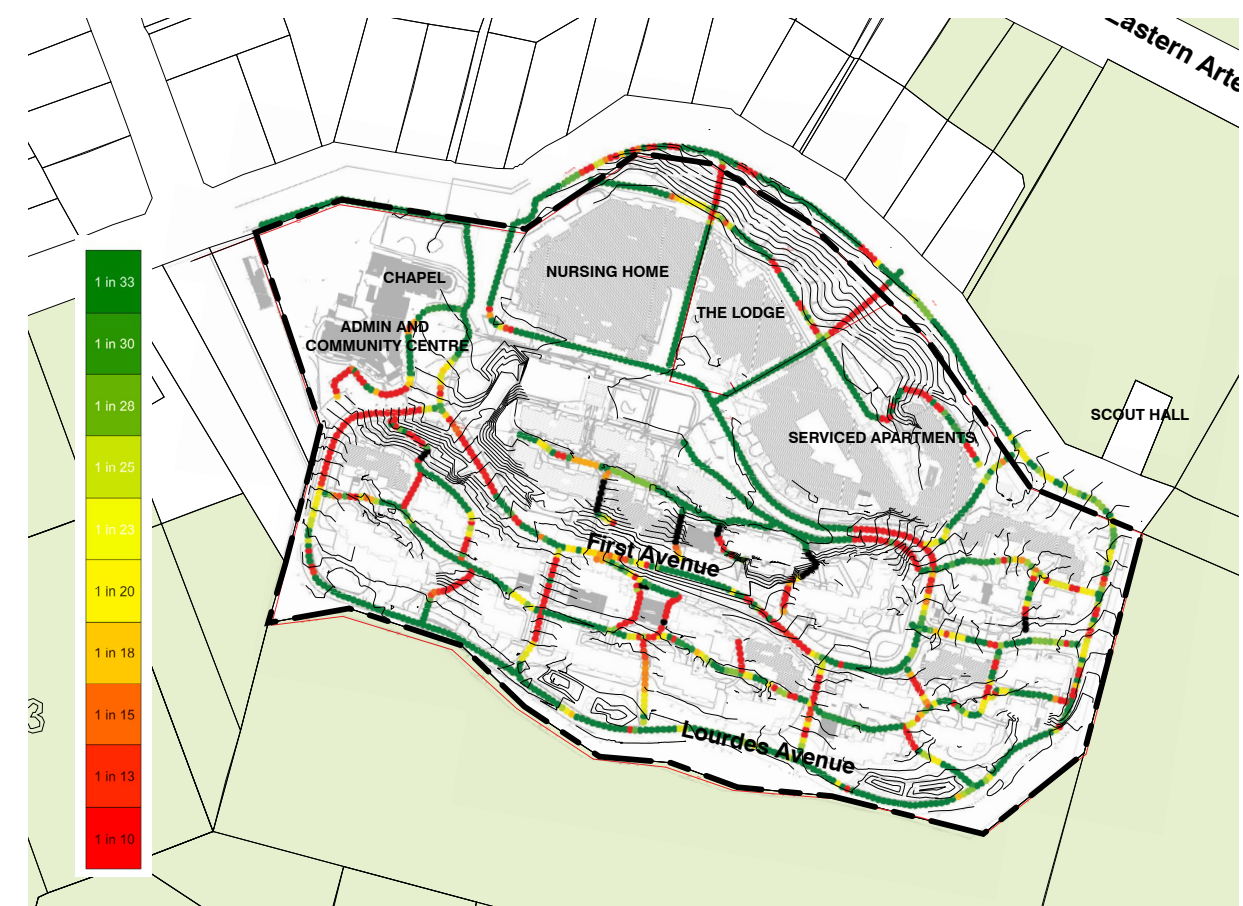 Eastern Arte
CHAPEL
NURSING HOME
THE LODGE
ADMIN AND
COMMUNITY CENTRE
SCOUT HALL
SERVICED APARTMENTS
First Avenue
Lourdes Avenue
3
1 in 33
1 in 30
1 in 28
1 in 25
1 in 23
1 in 20
1 in 18
1 in 15
1 in 13
1 in 10